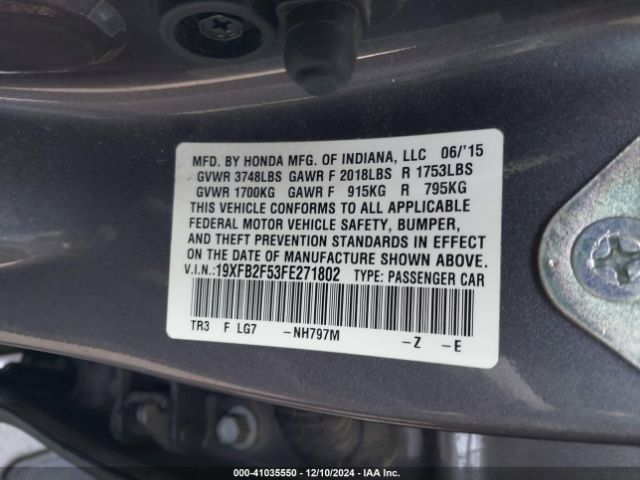 MFD. BY HONDA MFG. OF INDIANA, LLC 06/'15
GVWR 3748LBS GAWR F 2018LBS R 1753LBS
GVWR 1700KG GAWR F 915KG R 795KG
THIS VEHICLE CONFORMS TO ALL APPLICABLE
FEDERAL MOTOR VEHICLE SAFETY, BUMPER,
AND THEFT PREVENTION STANDARDS IN EFFECT
ON THE DATE OF MANUFACTURE SHOWN ABOVE.
V.I.N.:19XFB2F53FE271802 TYPE: PASSENGER CAR
TR3 F LG7 -NH797M -Z -E
000-41035550 - 12/10/2024 - IAA Inc.